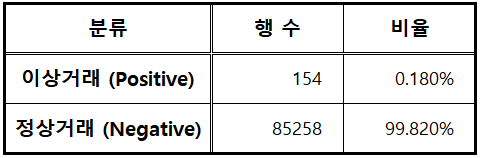 분류 행 수 비율
이상거래 (Positive) 154 0.180%
정상거래 (Negative) 85258 99.820%